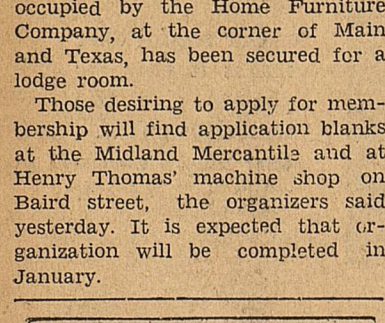 occupied by the Home Furniture
Company, at the corner of Main
and Texas, has been secured for a
lodge room.
Those desiring to apply for mem-
bership will find application blanks
at the Midland Mercantile and at
Henry Thomas' machine shop on
Baird street, the organizers said
yesterday. It is expected that or-
ganization will be completed in
January.